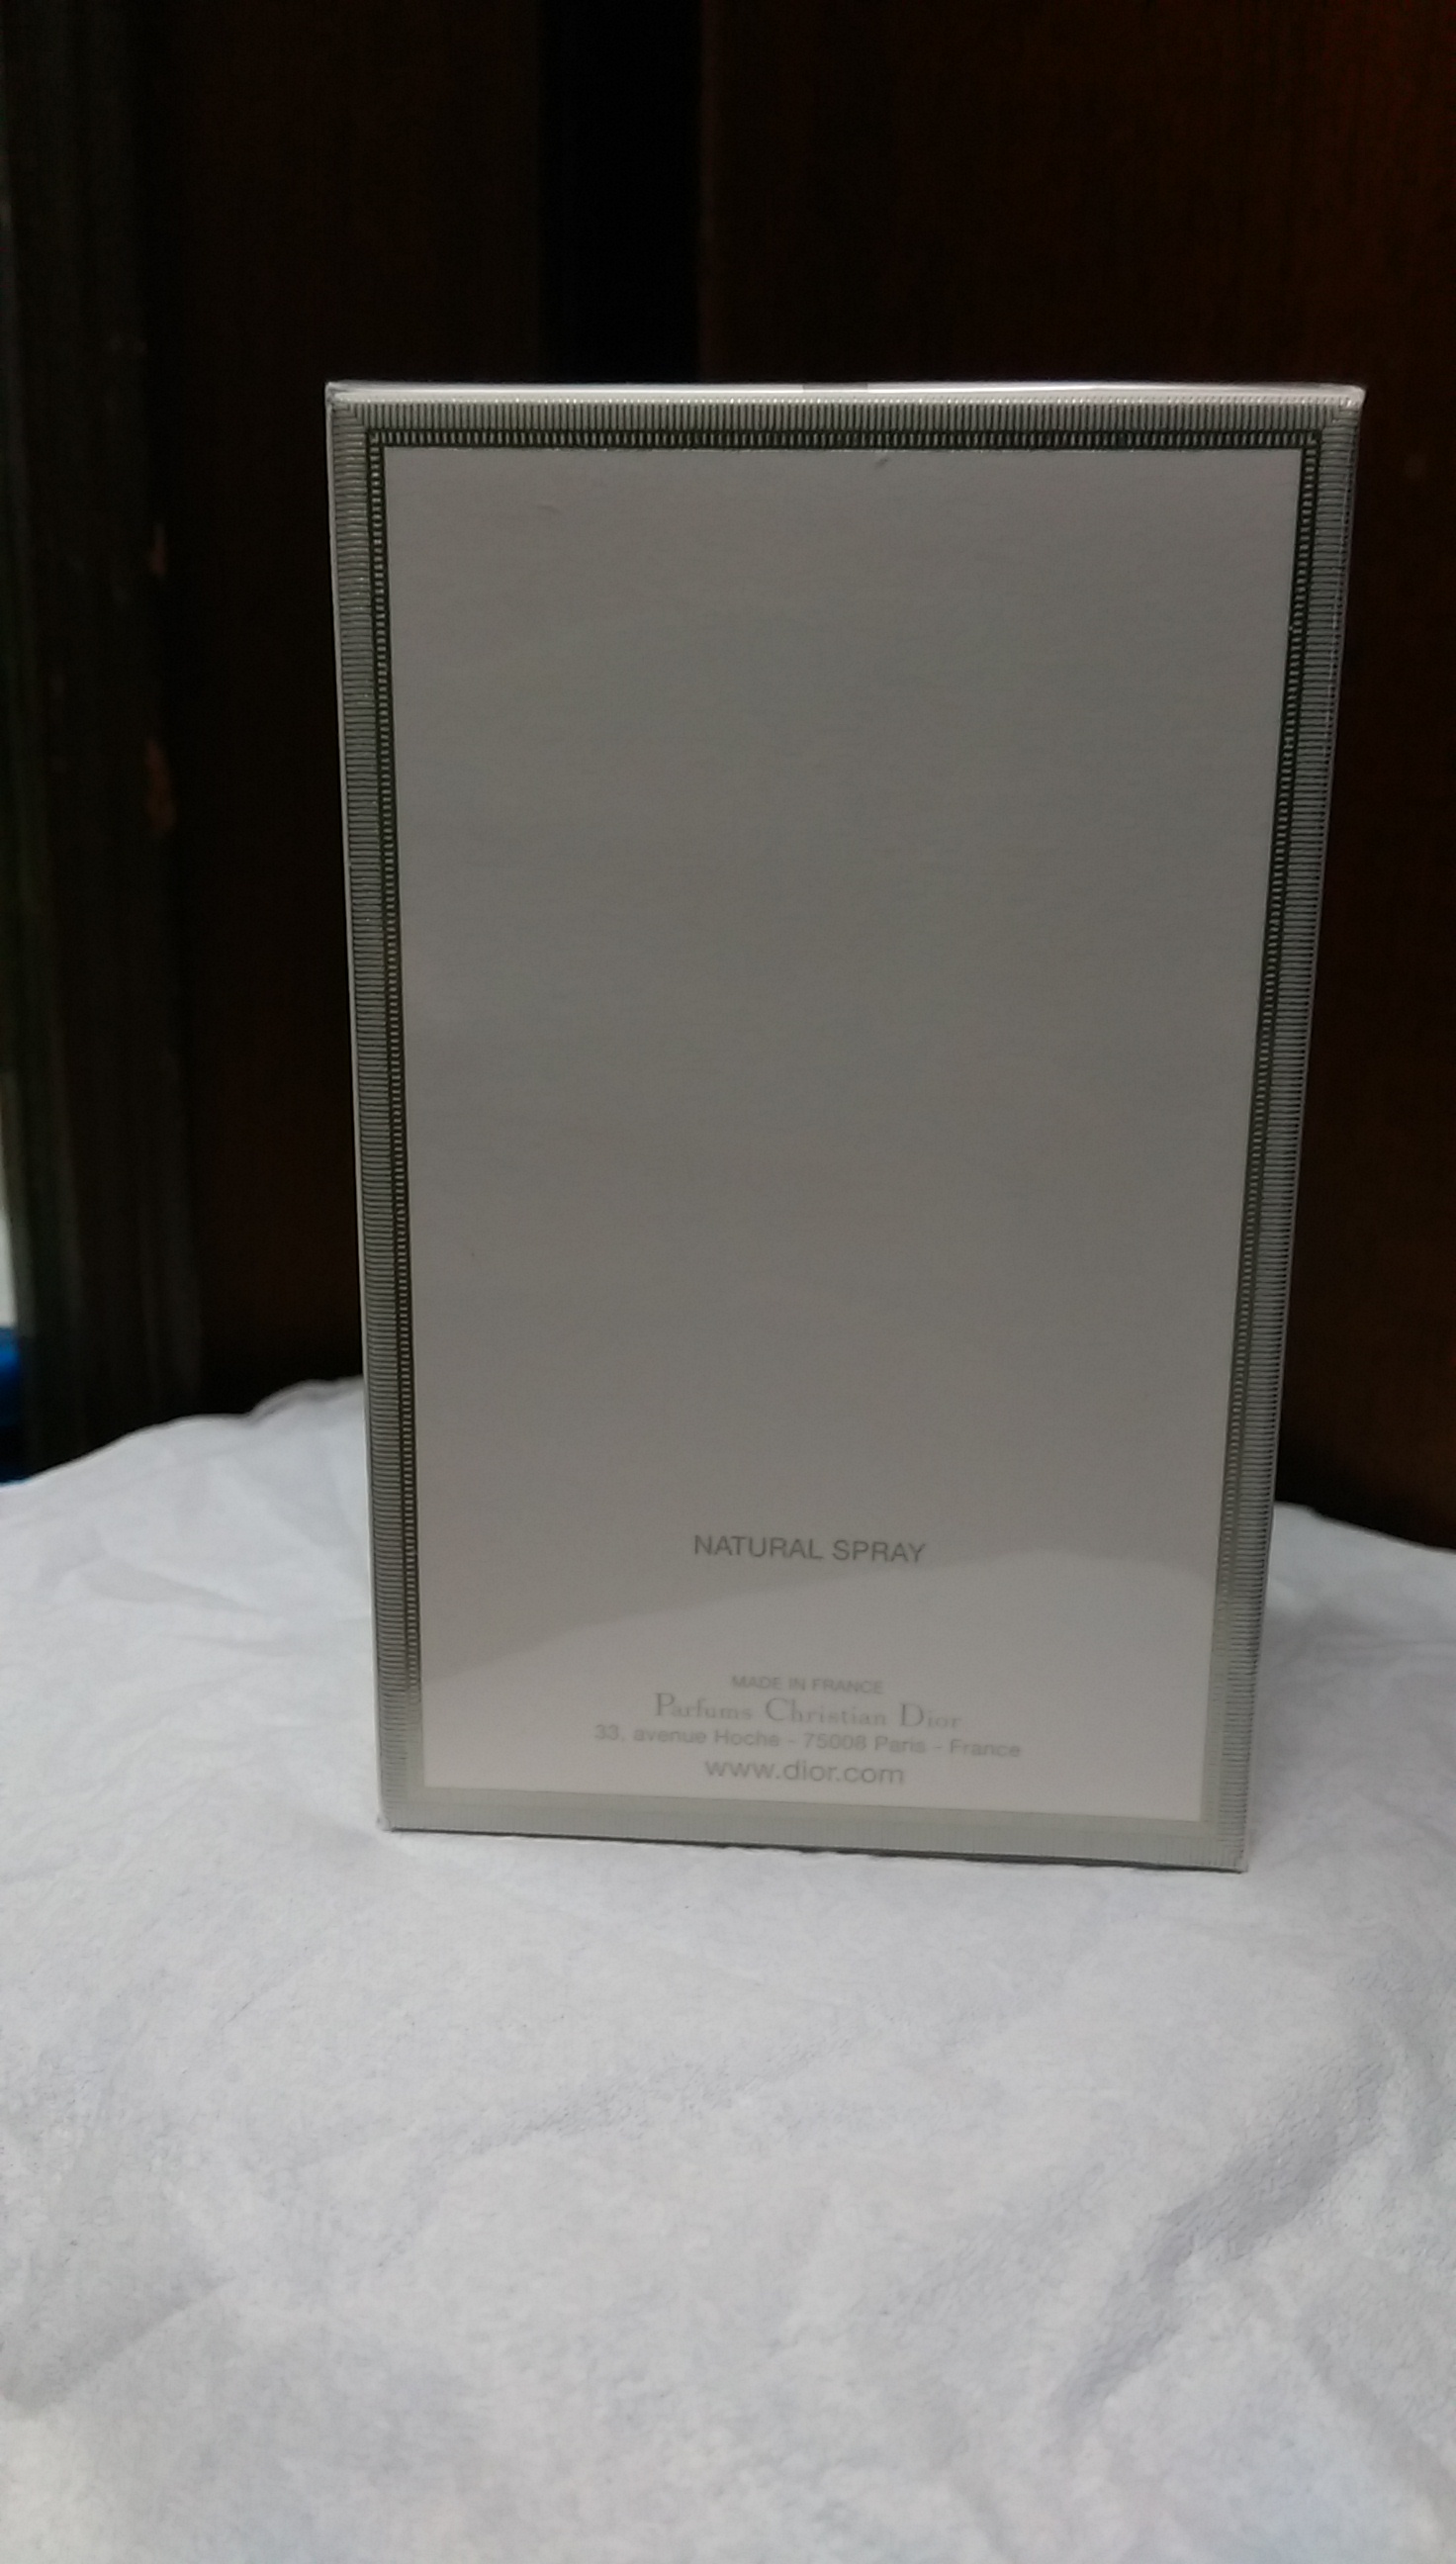 NATURAL SPRAY
MADE IN FRANCE
Parfums Christian Dior
33, avenue Hoche - 75008 Paris - France
www.dior.com